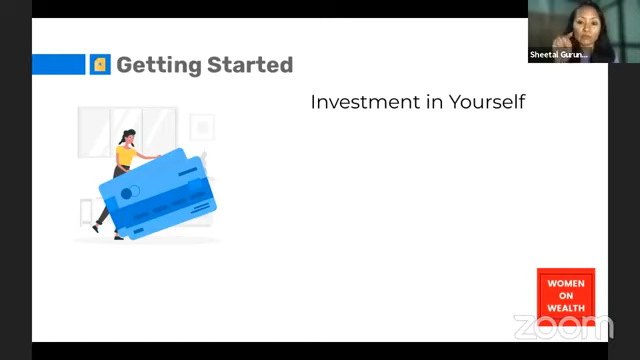 Sheetal Gurun...
Getting Started
Investment in Yourself
WOMEN
ON
WEALTH
zoom